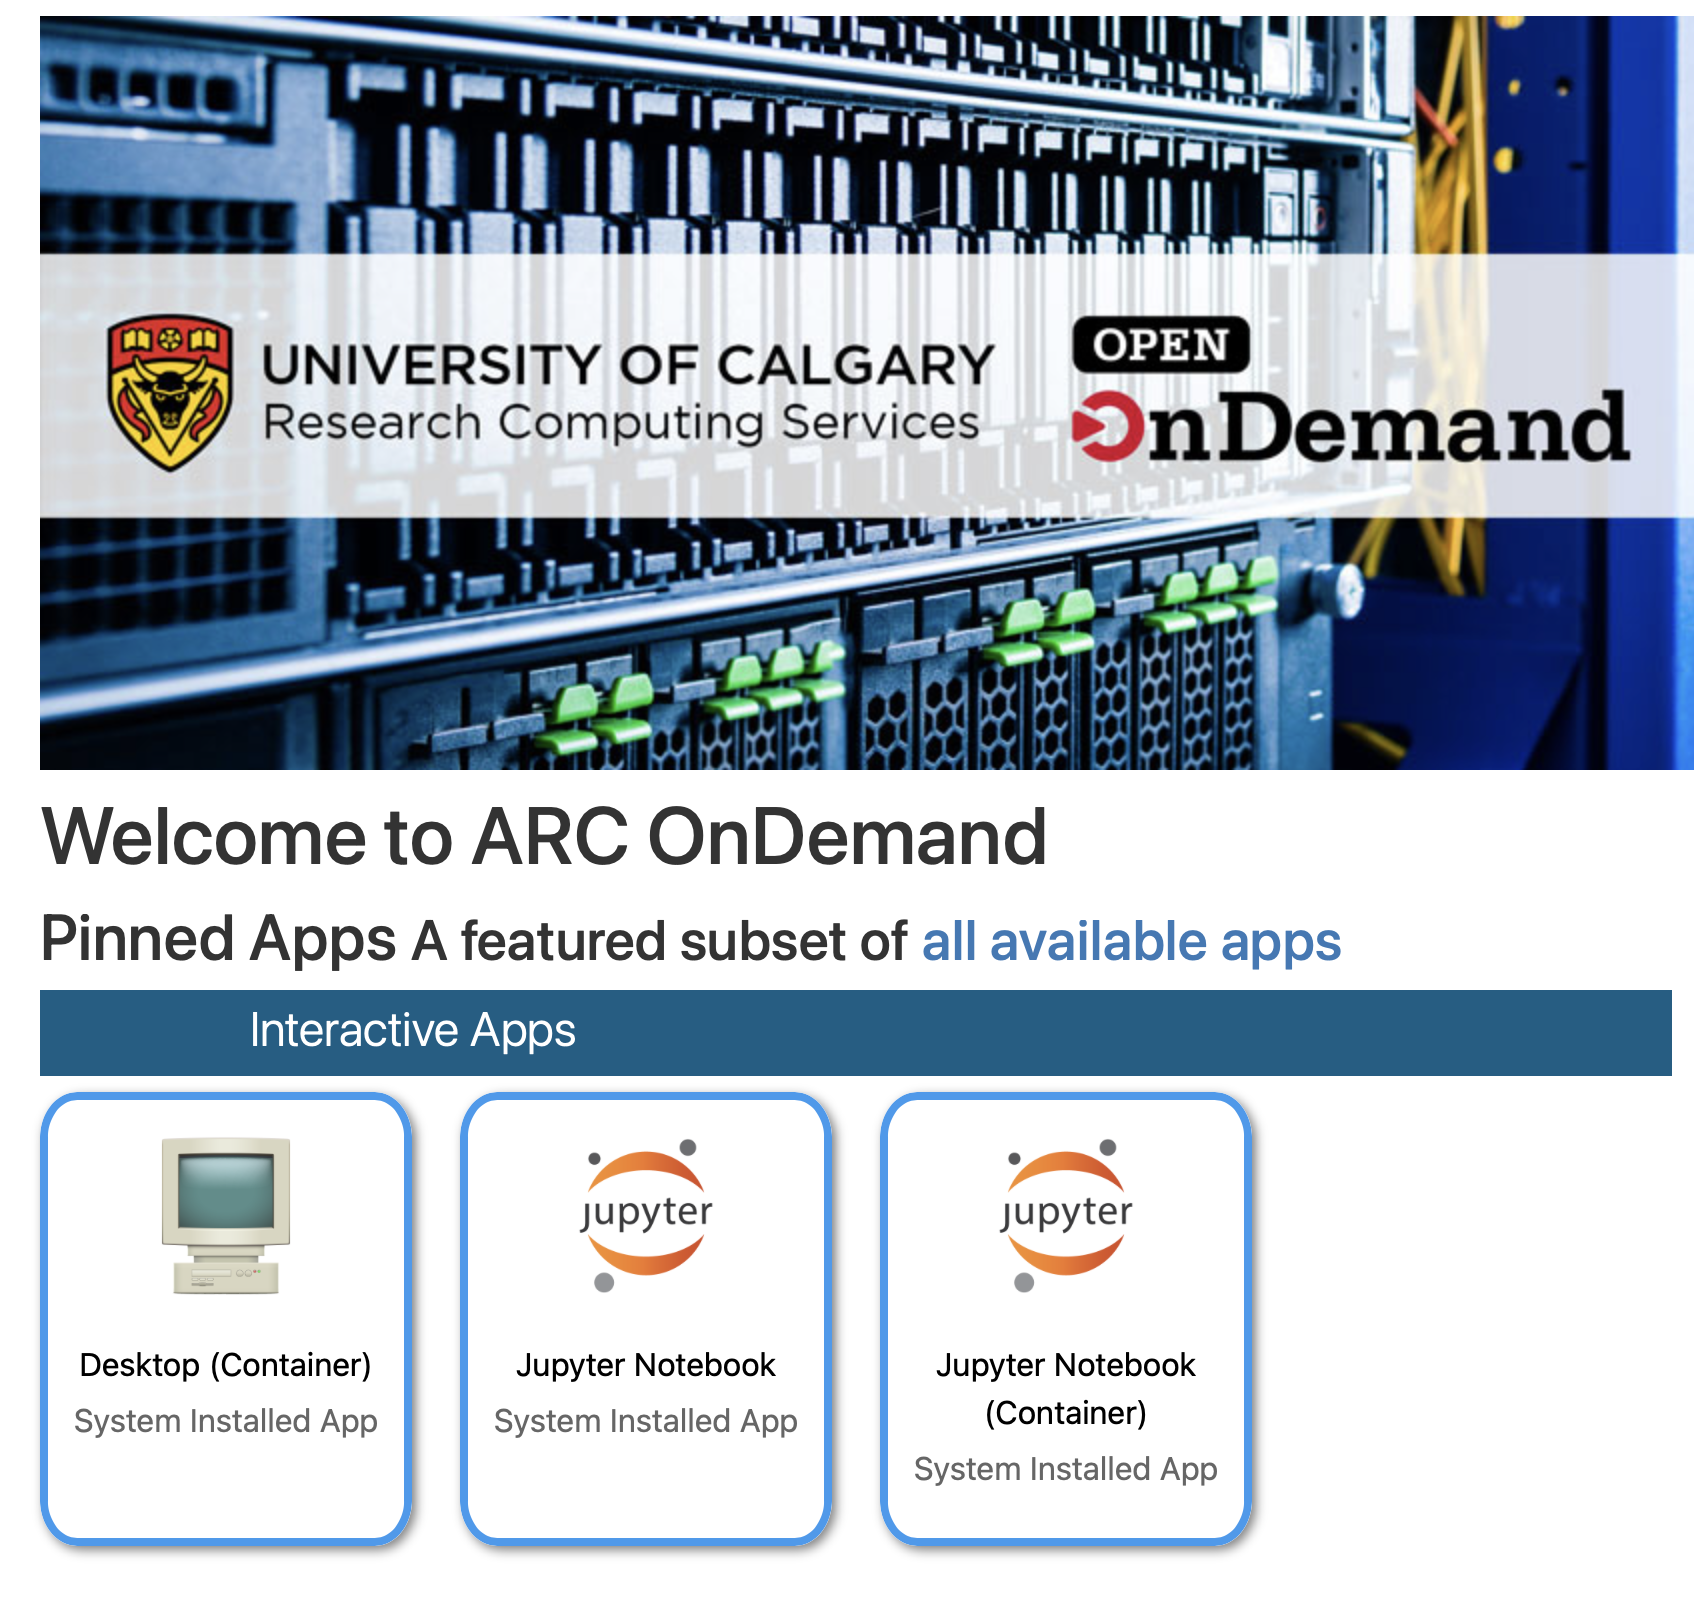 UNIVERSITY OF CALGARY
Research Computing Services
OPEN
OnDemand
Welcome to ARC OnDemand
Pinned Apps A featured subset of all available apps
Interactive Apps
jupyter
jupyter
Desktop (Container)
System Installed App
Jupyter Notebook
System Installed App
Jupyter Notebook
(Container)
System Installed App